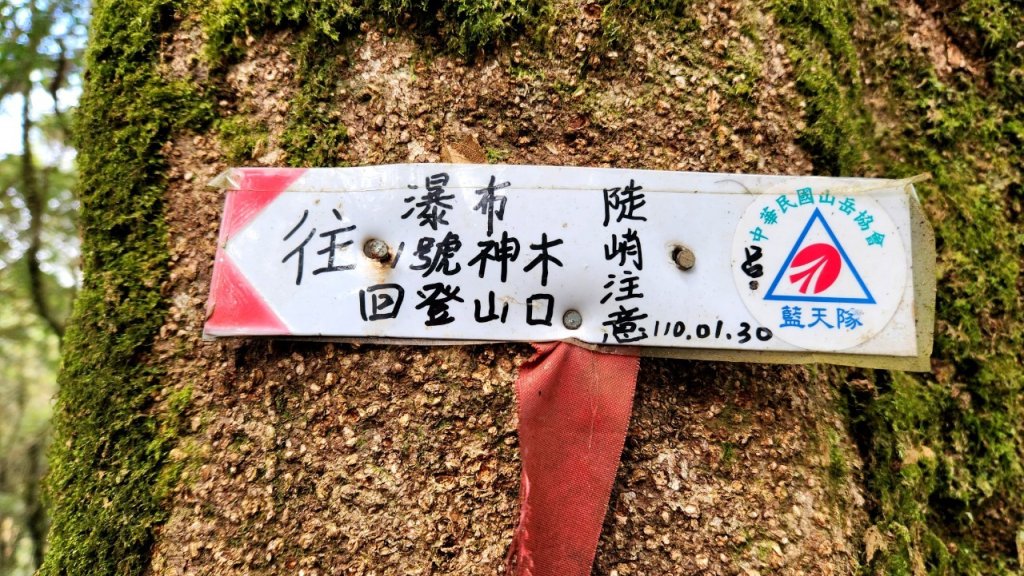 往
瀑布
1號神木
回登山口
陡峭注意
110.01.30
呂
中華民國山岳協會
藍天隊